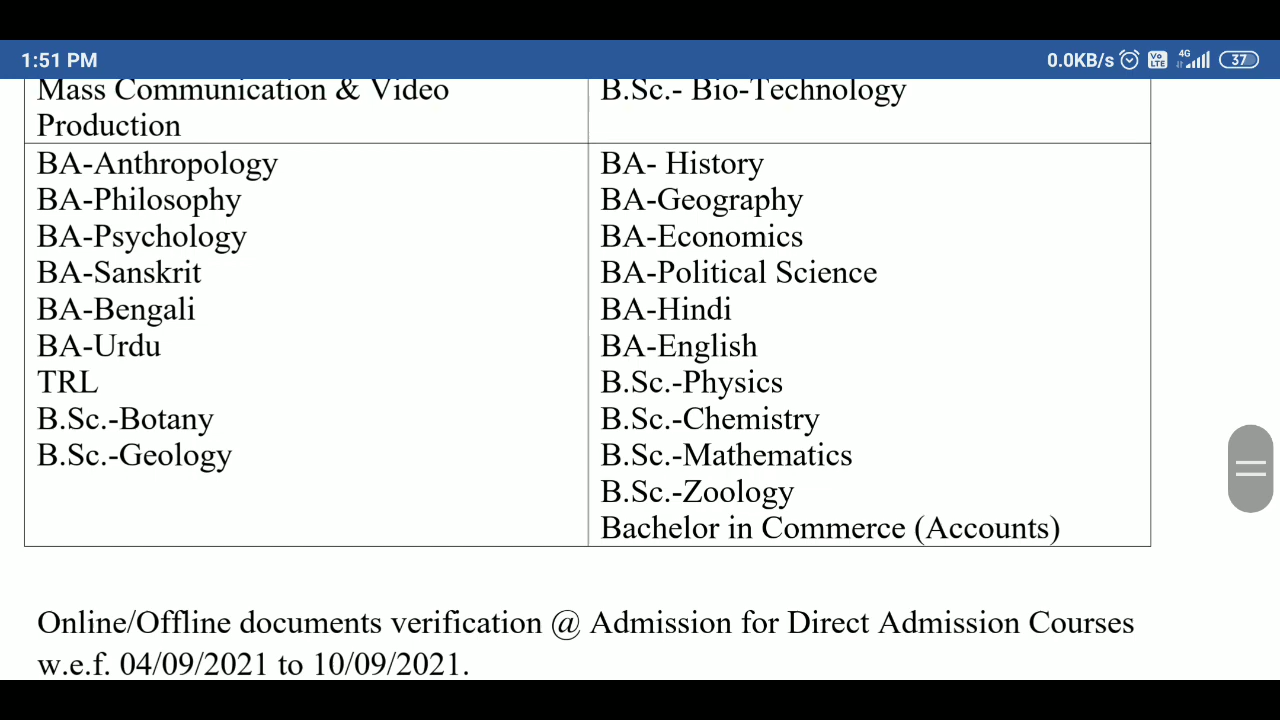 1:51 PM
0.0KB/s Vo LTE 4G 37
Mass Communication & Video
Production
B.Sc.- Bio-Technology
BA-Anthropology
BA-Philosophy
BA-Psychology
BA-Sanskrit
BA-Bengali
BA-Urdu
TRL
B.Sc.-Botany
B.Sc.-Geology
BA- History
BA-Geography
BA-Economics
BA-Political Science
BA-Hindi
BA-English
B.Sc.-Physics
B.Sc.-Chemistry
B.Sc.-Mathematics
B.Sc.-Zoology
Bachelor in Commerce (Accounts)
Online/Offline documents verification @ Admission for Direct Admission Courses
w.e.f. 04/09/2021 to 10/09/2021.